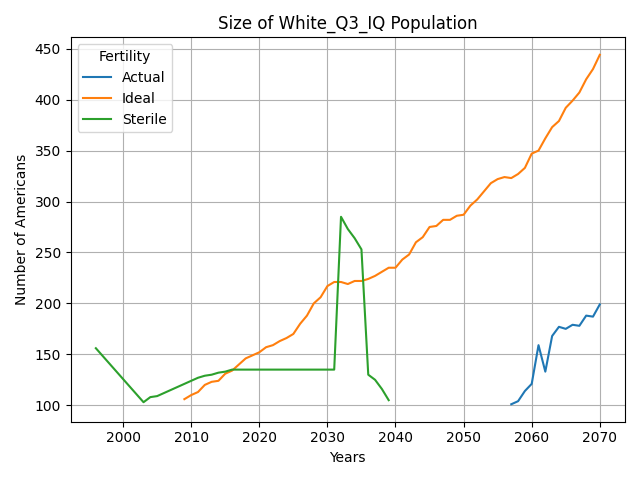 Size of White_Q3_IQ Population
Number of Americans
450
400
350
300
250
200
150
100
Fertility
Actual
Ideal
Sterile
2000
2010
2020
2030
2040
2050
2060
2070
Years